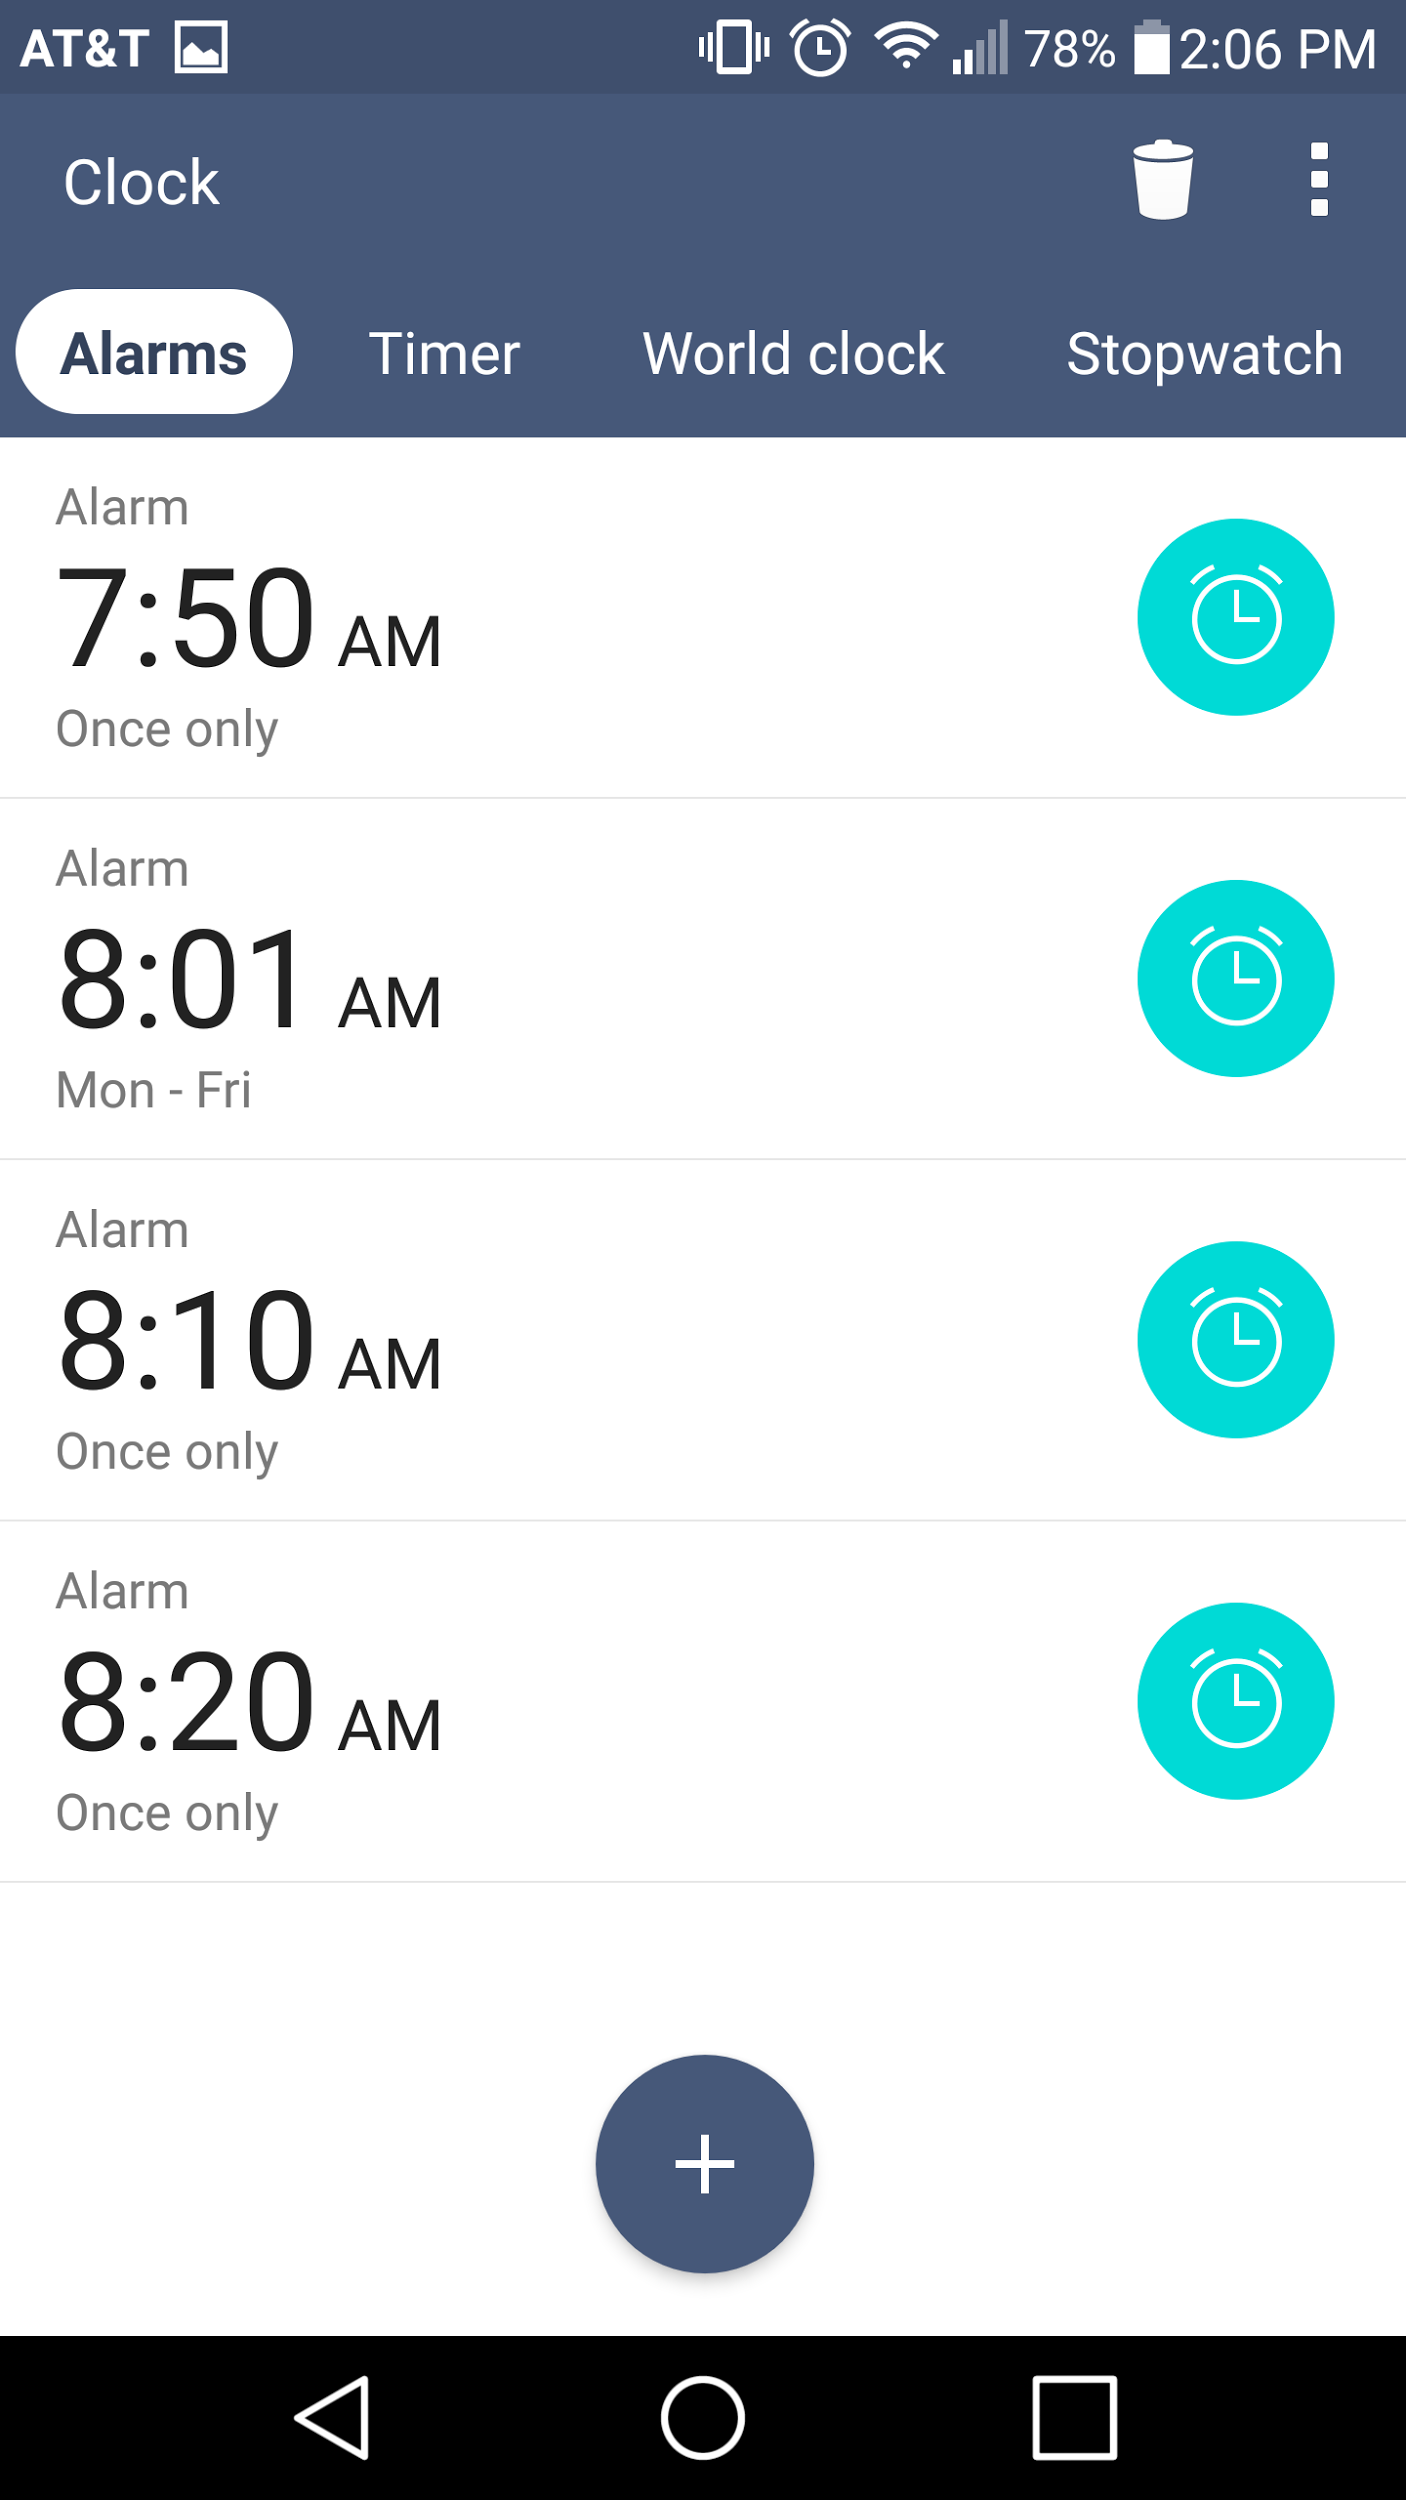 AT&T 78% 2:06 PM
Clock
Alarms Timer World clock Stopwatch
Alarm
7:50 AM
Once only
Alarm
8:01 AM
Mon - Fri
Alarm
8:10 AM
Once only
Alarm
8:20 AM
Once only